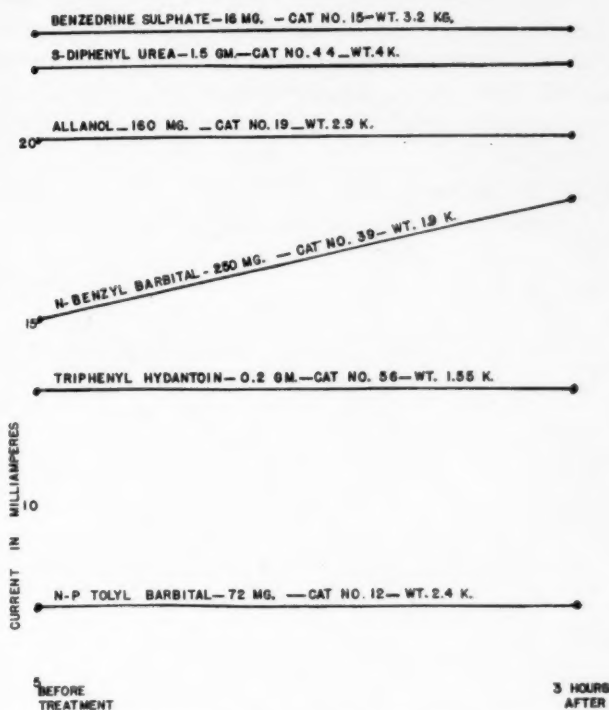 BENZEDRINE SULPHATE—16 MG. — CAT NO. 15—WT. 3.2 KG.
S-DIPHENYL UREA—1.5 GM.—CAT NO. 44—WT. 4 K.
ALLANOL—160 MG. —CAT NO. 19—WT. 2.9 K.
20
N-BENZYL BARBITAL—250 MG. —CAT NO. 39—WT. 1.9 K.
15
TRIPHENYL HYDANTOIN—0.2 GM.—CAT NO. 56—WT. 1.55 K.
CURRENT IN MILLIAMPERES
10
N-P TOLYL BARBITAL—72 MG. —CAT NO. 12—WT. 2.4 K.
5
BEFORE
TREATMENT
3 HOURS
AFTER